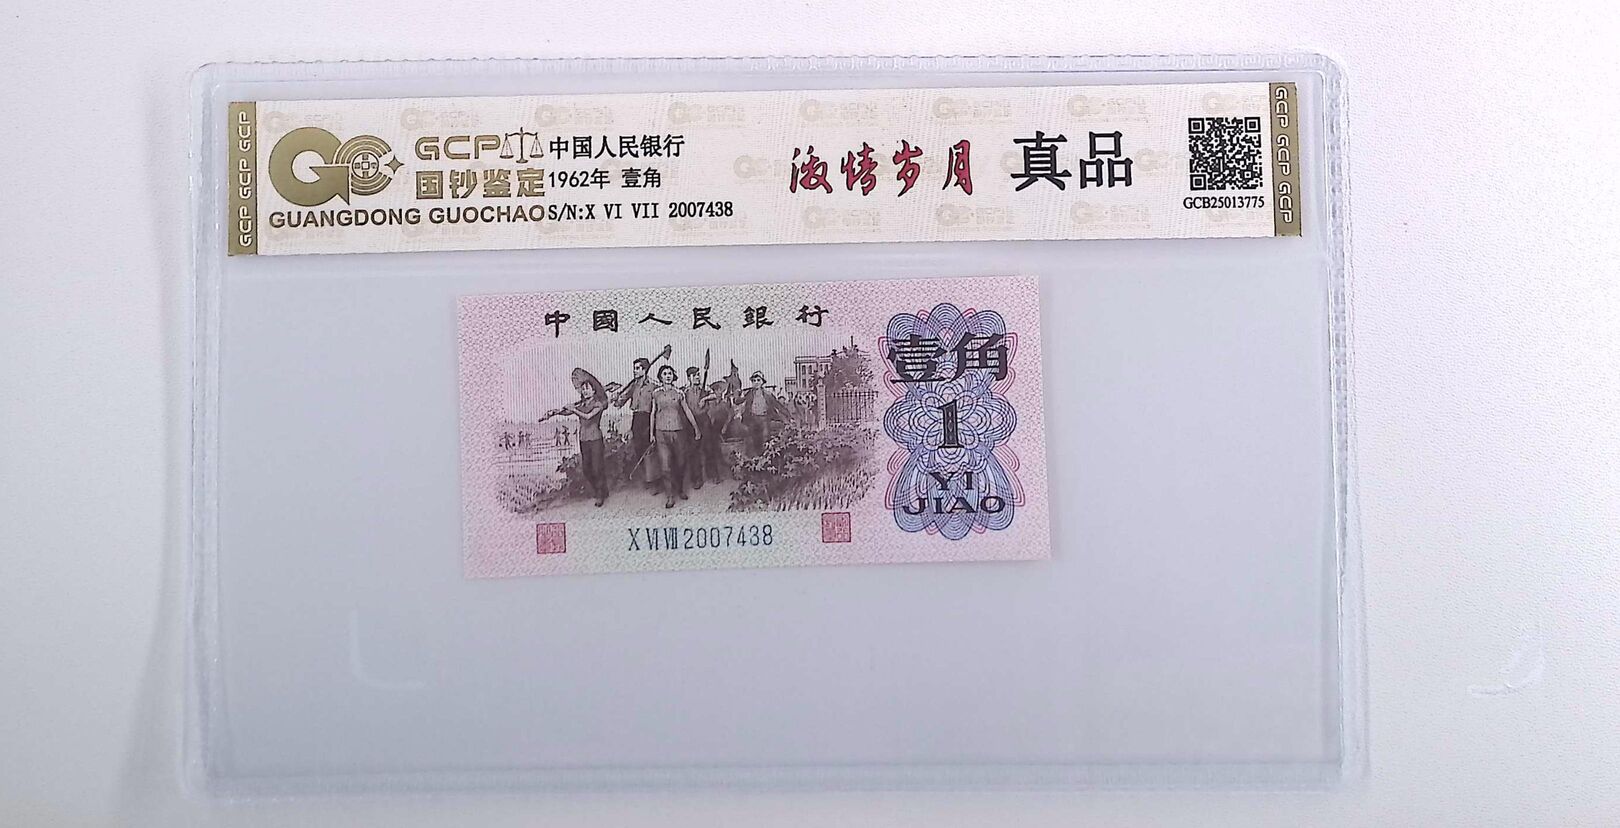 GCP GCP GCP
GCP
国钞鉴定
GUANGDONG GUOCHAO
中国人民银行
1962年 壹角
S/N:X VI VII 2007438
激情岁月
真品
GCB25013775
GCP GCP GCP
中國人民銀行
壹角
1
YI
JIAO
X VI VII 2007438